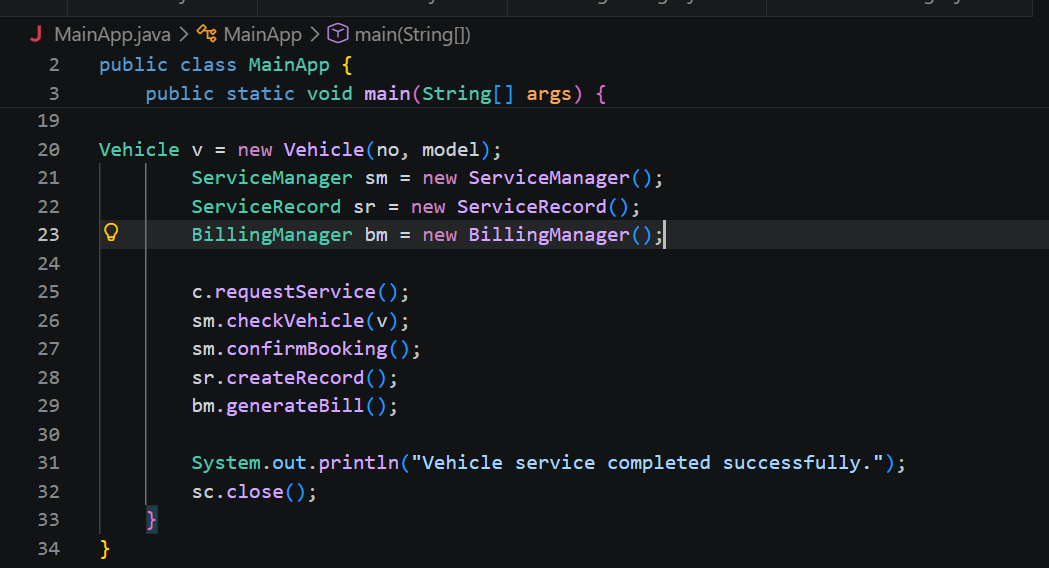 J MainApp.java > MainApp > main(String[])
2 public class MainApp {
3     public static void main(String[] args) {
19
20 Vehicle v = new Vehicle(no, model);
21         ServiceManager sm = new ServiceManager();
22         ServiceRecord sr = new ServiceRecord();
23         BillingManager bm = new BillingManager();
24
25         c.requestService();
26         sm.checkVehicle(v);
27         sm.confirmBooking();
28         sr.createRecord();
29         bm.generateBill();
30
31         System.out.println("Vehicle service completed successfully.");
32         sc.close();
33     }
34 }